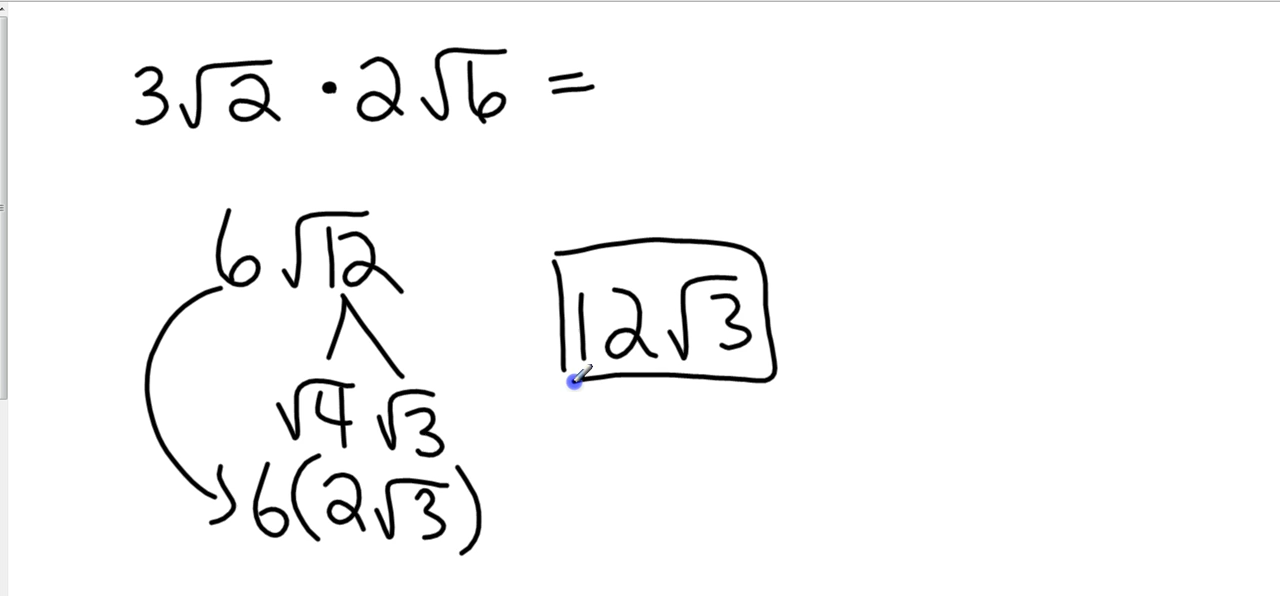 3√2 · 2√6 =
6√12
12√3
√4 √3
6(2√3)